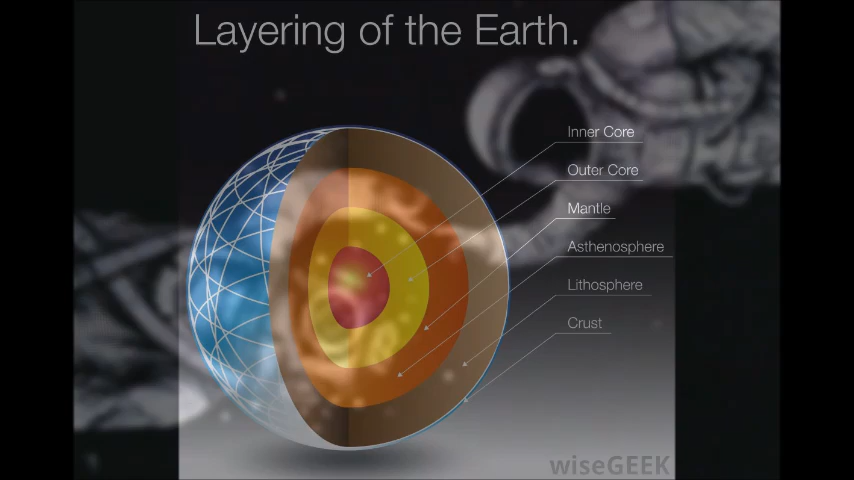 Layering of the Earth.
Inner Core
Outer Core
Mantle
Asthenosphere
Lithosphere
Crust
wiseGEEK